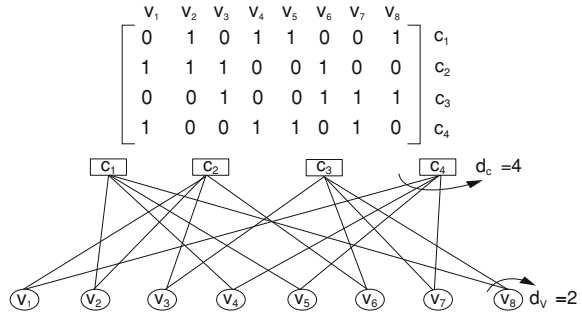 v₁ v₂ v₃ v₄ v₅ v₆ v₇ v₈
0 1 0 1 1 0 0 1 c₁
1 1 1 0 0 1 0 0 c₂
0 0 1 0 0 1 1 1 c₃
1 0 0 1 1 0 1 0 c₄
c₁ c₂ c₃ c₄ d_c =4
v₁ v₂ v₃ v₄ v₅ v₆ v₇ v₈ d_v =2